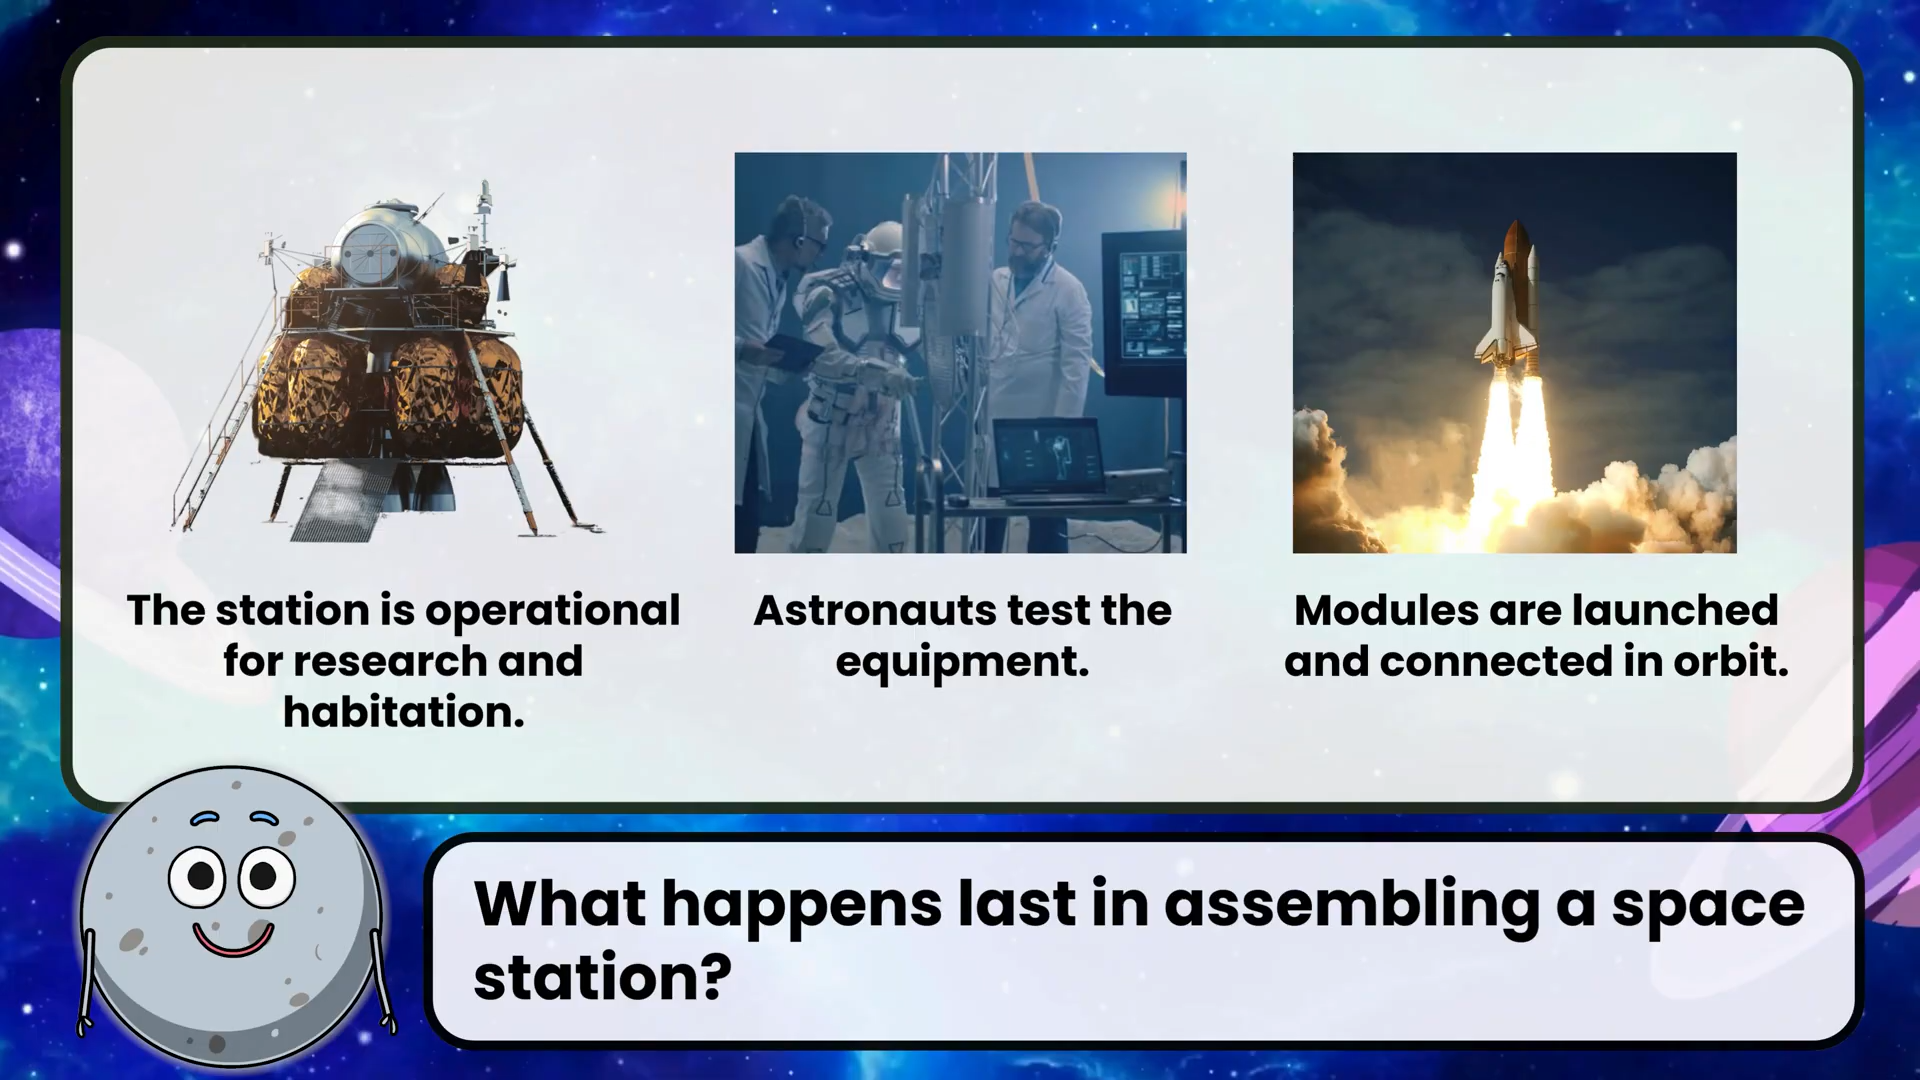 The station is operational
for research and
habitation.
Astronauts test the
equipment.
Modules are launched
and connected in orbit.
What happens last in assembling a space
station?